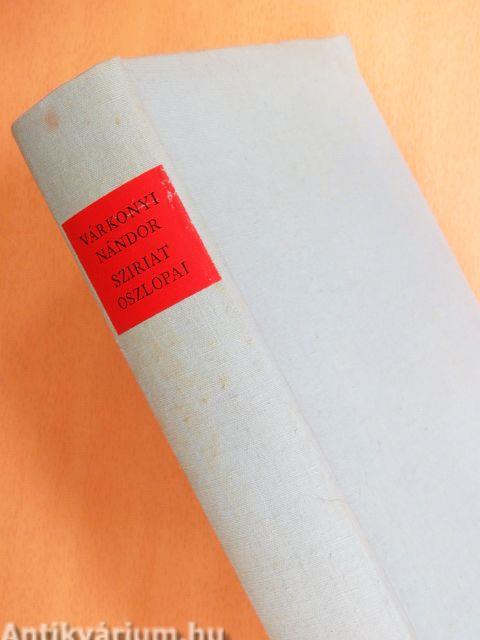 VÁRKONYI
NÁNDOR
SZIRIAT
OSZLOPAI
Antikvárium.hu